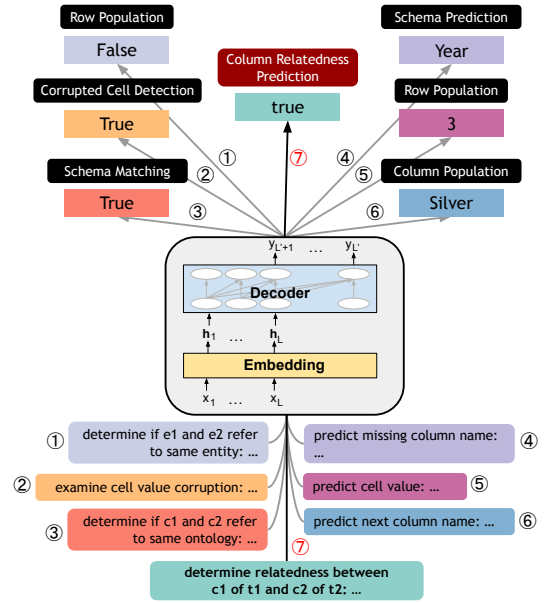 Row Population
False
Corrupted Cell Detection
True
Schema Matching
True
Column Relatedness
Prediction
true
Schema Prediction
Year
Row Population
3
Column Population
Silver
① ② ③ ⑦ ④ ⑤ ⑥
y_L'+1 ... y_L'
Decoder
h_1 ... h_L
Embedding
x_1 ... x_L
① determine if e1 and e2 refer
to same entity: ...
② examine cell value corruption: ...
③ determine if c1 and c2 refer
to same ontology: ...
predict missing column name: ④
...
predict cell value: ... ⑤
predict next column name: ... ⑥
⑦
determine relatedness between
c1 of t1 and c2 of t2: ...